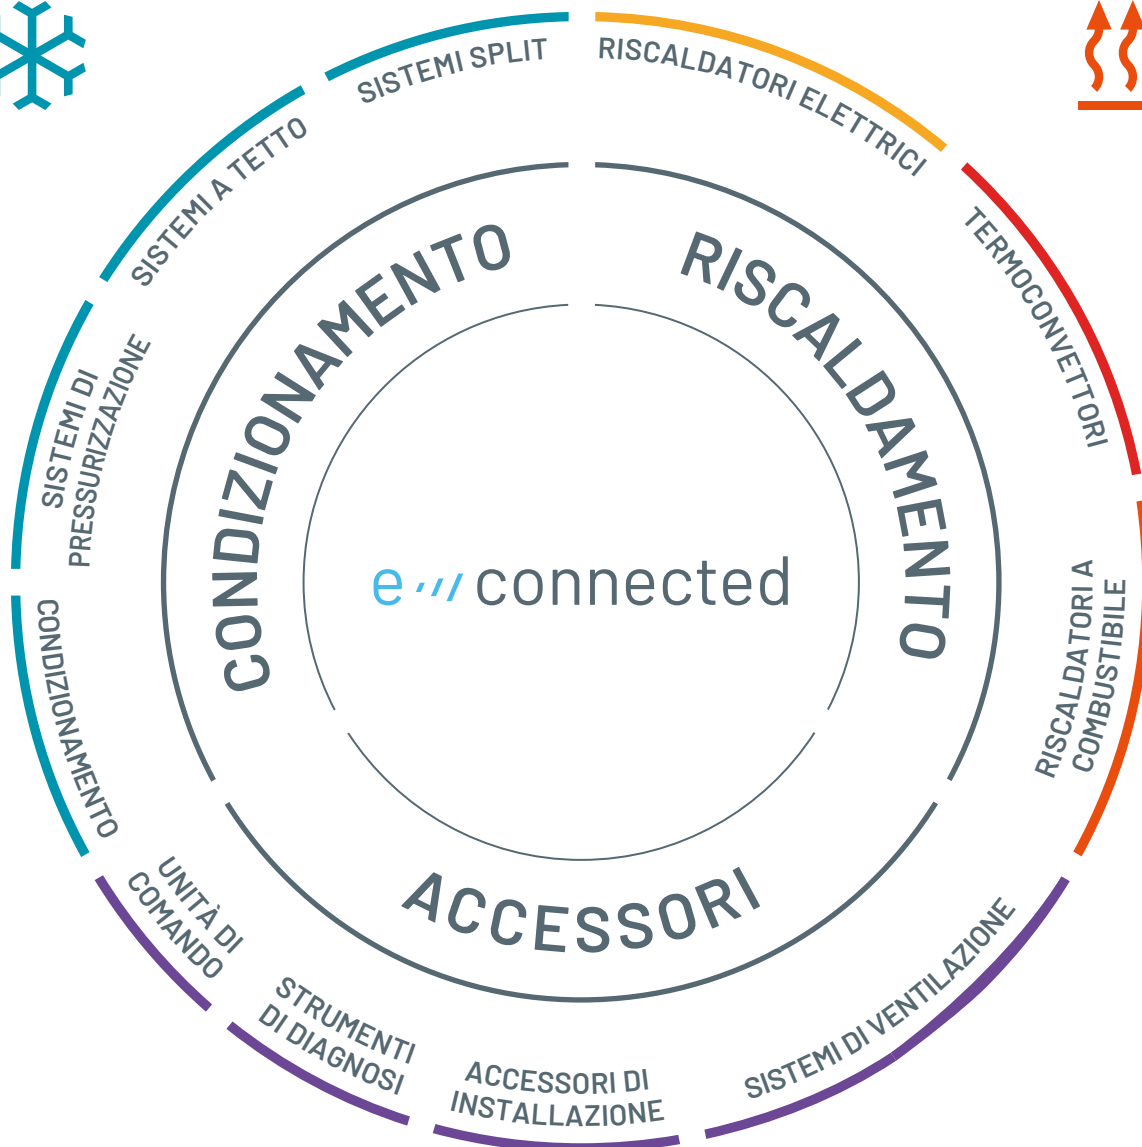 SISTEMI SPLIT
RISCALDATORI ELETTRICI
SISTEMI A TETTO
TERMOCONVETTORI
CONDIZIONAMENTO
RISCALDAMENTO
SISTEMI DI
PRESSURIZZAZIONE
e connected
RISCALDATORI A
COMBUSTIBILE
CONDIZIONAMENTO
ACCESSORI
UNITÀ DI
COMANDO
STRUMENTI
DI DIAGNOSI
ACCESSORI DI
INSTALLAZIONE
SISTEMI DI VENTILAZIONE